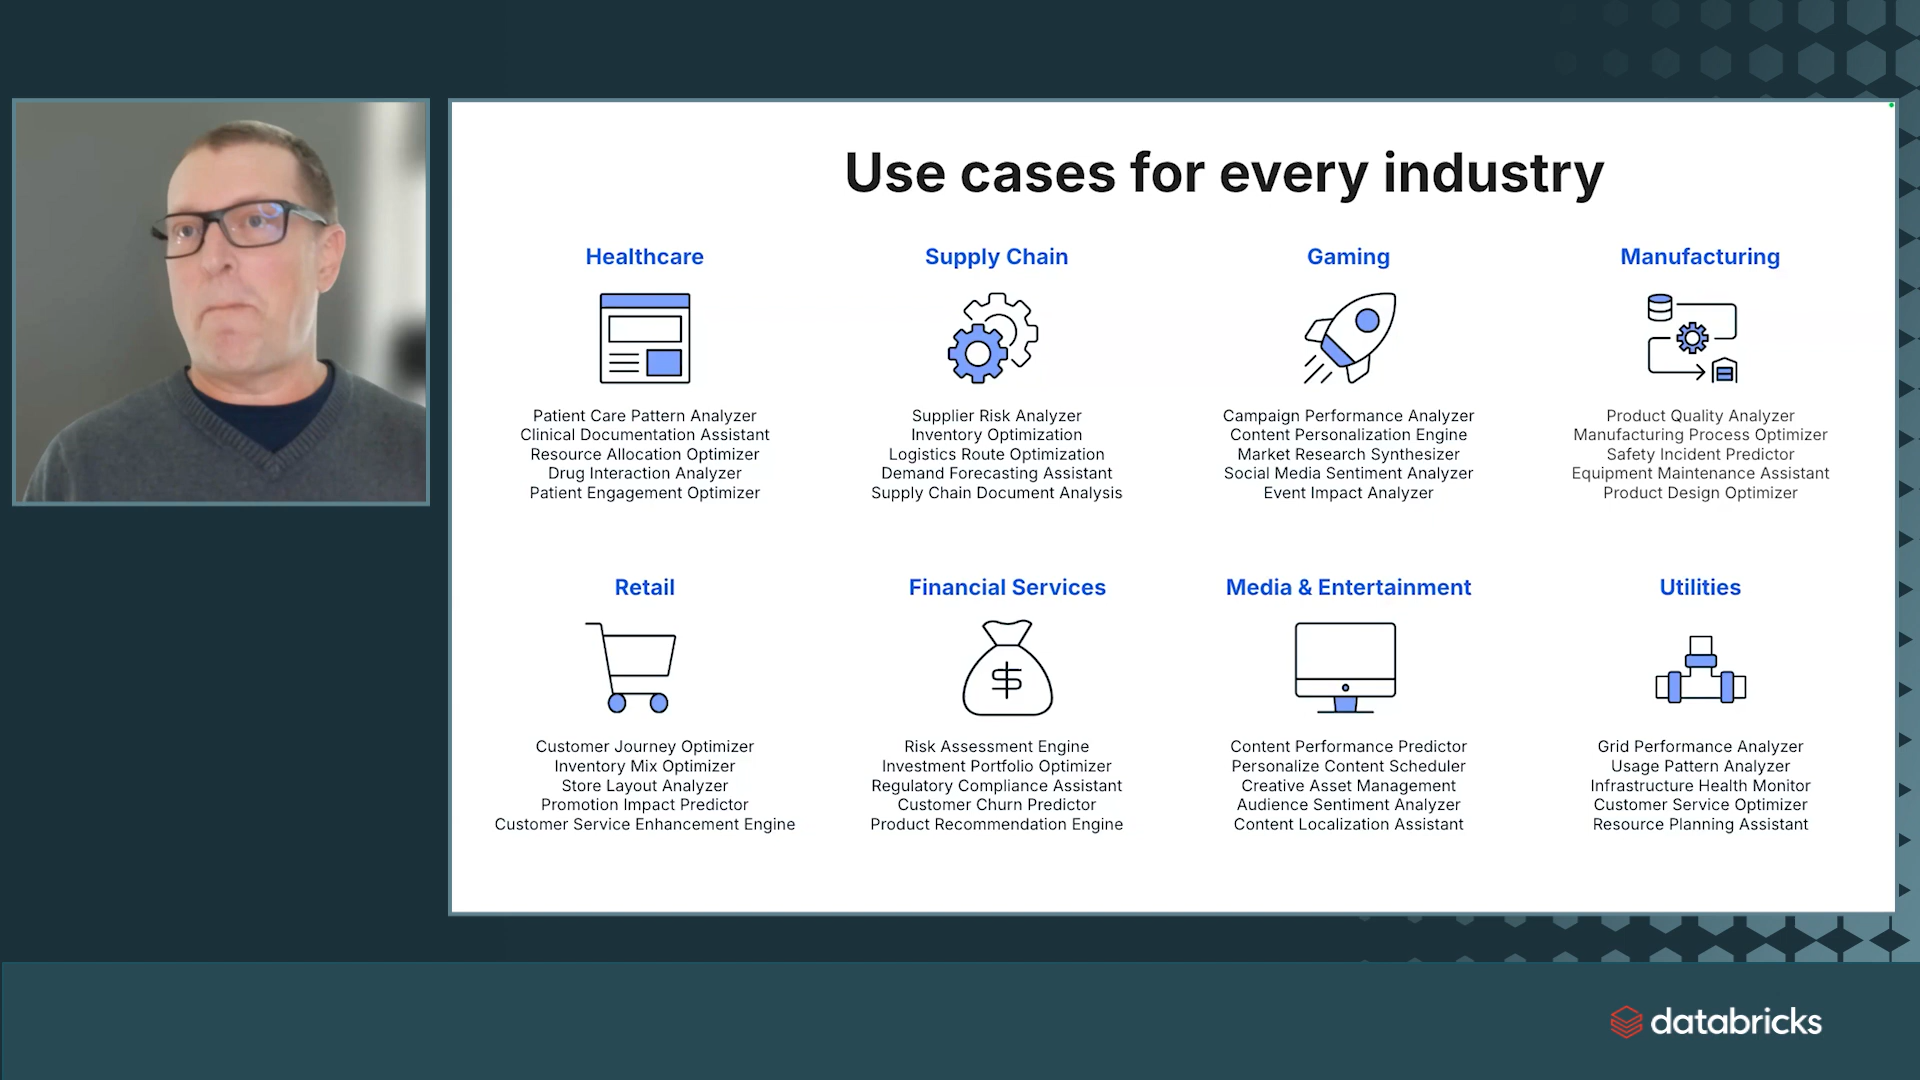 Use cases for every industry
Healthcare
Patient Care Pattern Analyzer
Clinical Documentation Assistant
Resource Allocation Optimizer
Drug Interaction Analyzer
Patient Engagement Optimizer
Supply Chain
Supplier Risk Analyzer
Inventory Optimization
Logistics Route Optimization
Demand Forecasting Assistant
Supply Chain Document Analysis
Gaming
Campaign Performance Analyzer
Content Personalization Engine
Market Research Synthesizer
Social Media Sentiment Analyzer
Event Impact Analyzer
Manufacturing
Product Quality Analyzer
Manufacturing Process Optimizer
Safety Incident Predictor
Equipment Maintenance Assistant
Product Design Optimizer
Retail
Customer Journey Optimizer
Inventory Mix Optimizer
Store Layout Analyzer
Promotion Impact Predictor
Customer Service Enhancement Engine
Financial Services
$
Risk Assessment Engine
Investment Portfolio Optimizer
Regulatory Compliance Assistant
Customer Churn Predictor
Product Recommendation Engine
Media & Entertainment
Content Performance Predictor
Personalize Content Scheduler
Creative Asset Management
Audience Sentiment Analyzer
Content Localization Assistant
Utilities
Grid Performance Analyzer
Usage Pattern Analyzer
Infrastructure Health Monitor
Customer Service Optimizer
Resource Planning Assistant
databricks